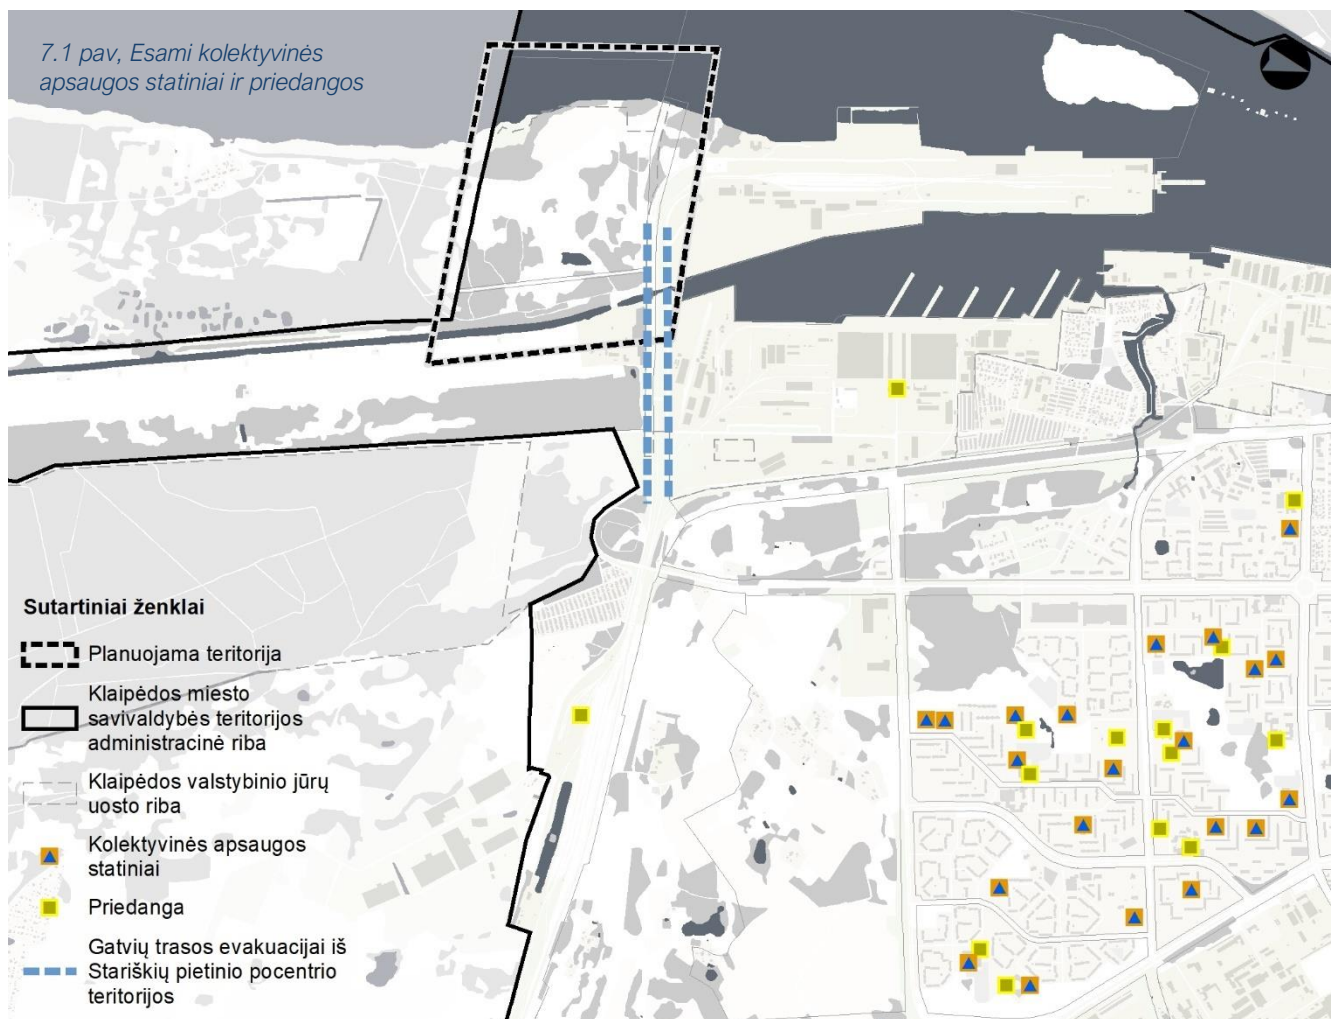 7.1 pav, Esami kolektyvinės
apsaugos statiniai ir priedangos
Sutartiniai ženklai
Planuojama teritorija
Klaipėdos miesto
savivaldybės teritorijos
administracinė riba
Klaipėdos valstybinio jūrų
uosto riba
Kolektyvinės apsaugos
statiniai
Priedanga
Gatvių trasos evakuacijai iš
Stariškių pietinio pocentrio
teritorijos